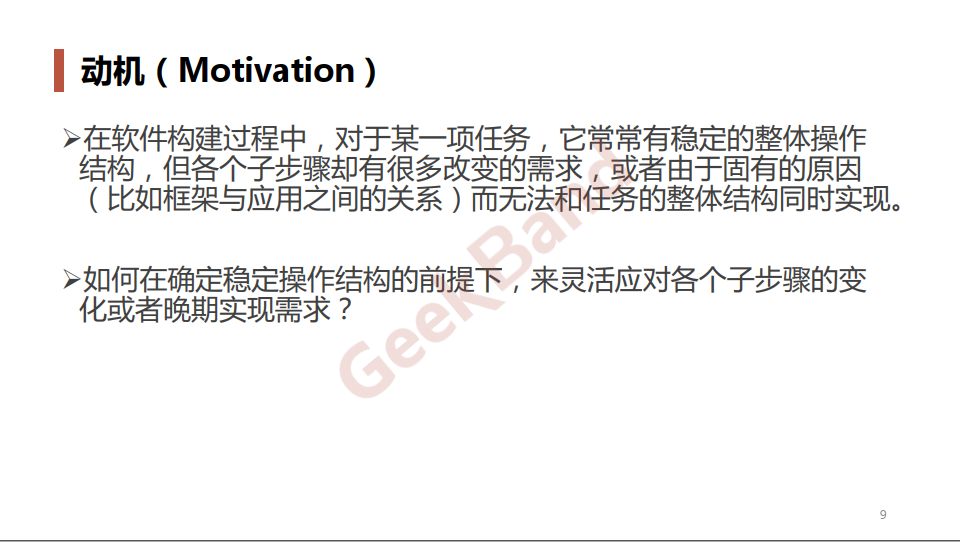 动机（Motivation）
➢在软件构建过程中，对于某一项任务，它常常有稳定的整体操作
结构，但各个子步骤却有很多改变的需求，或者由于固有的原因
（比如框架与应用之间的关系）而无法和任务的整体结构同时实现。
➢如何在确定稳定操作结构的前提下，来灵活应对各个子步骤的变
化或者晚期实现需求？
GeekBand
9